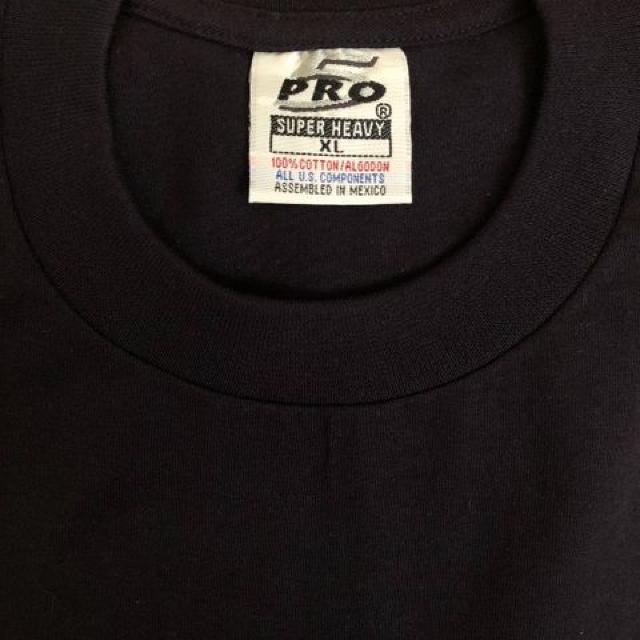 PRO
®
SUPER HEAVY
XL
100% COTTON/ALGODON
ALL U.S. COMPONENTS
ASSEMBLED IN MEXICO